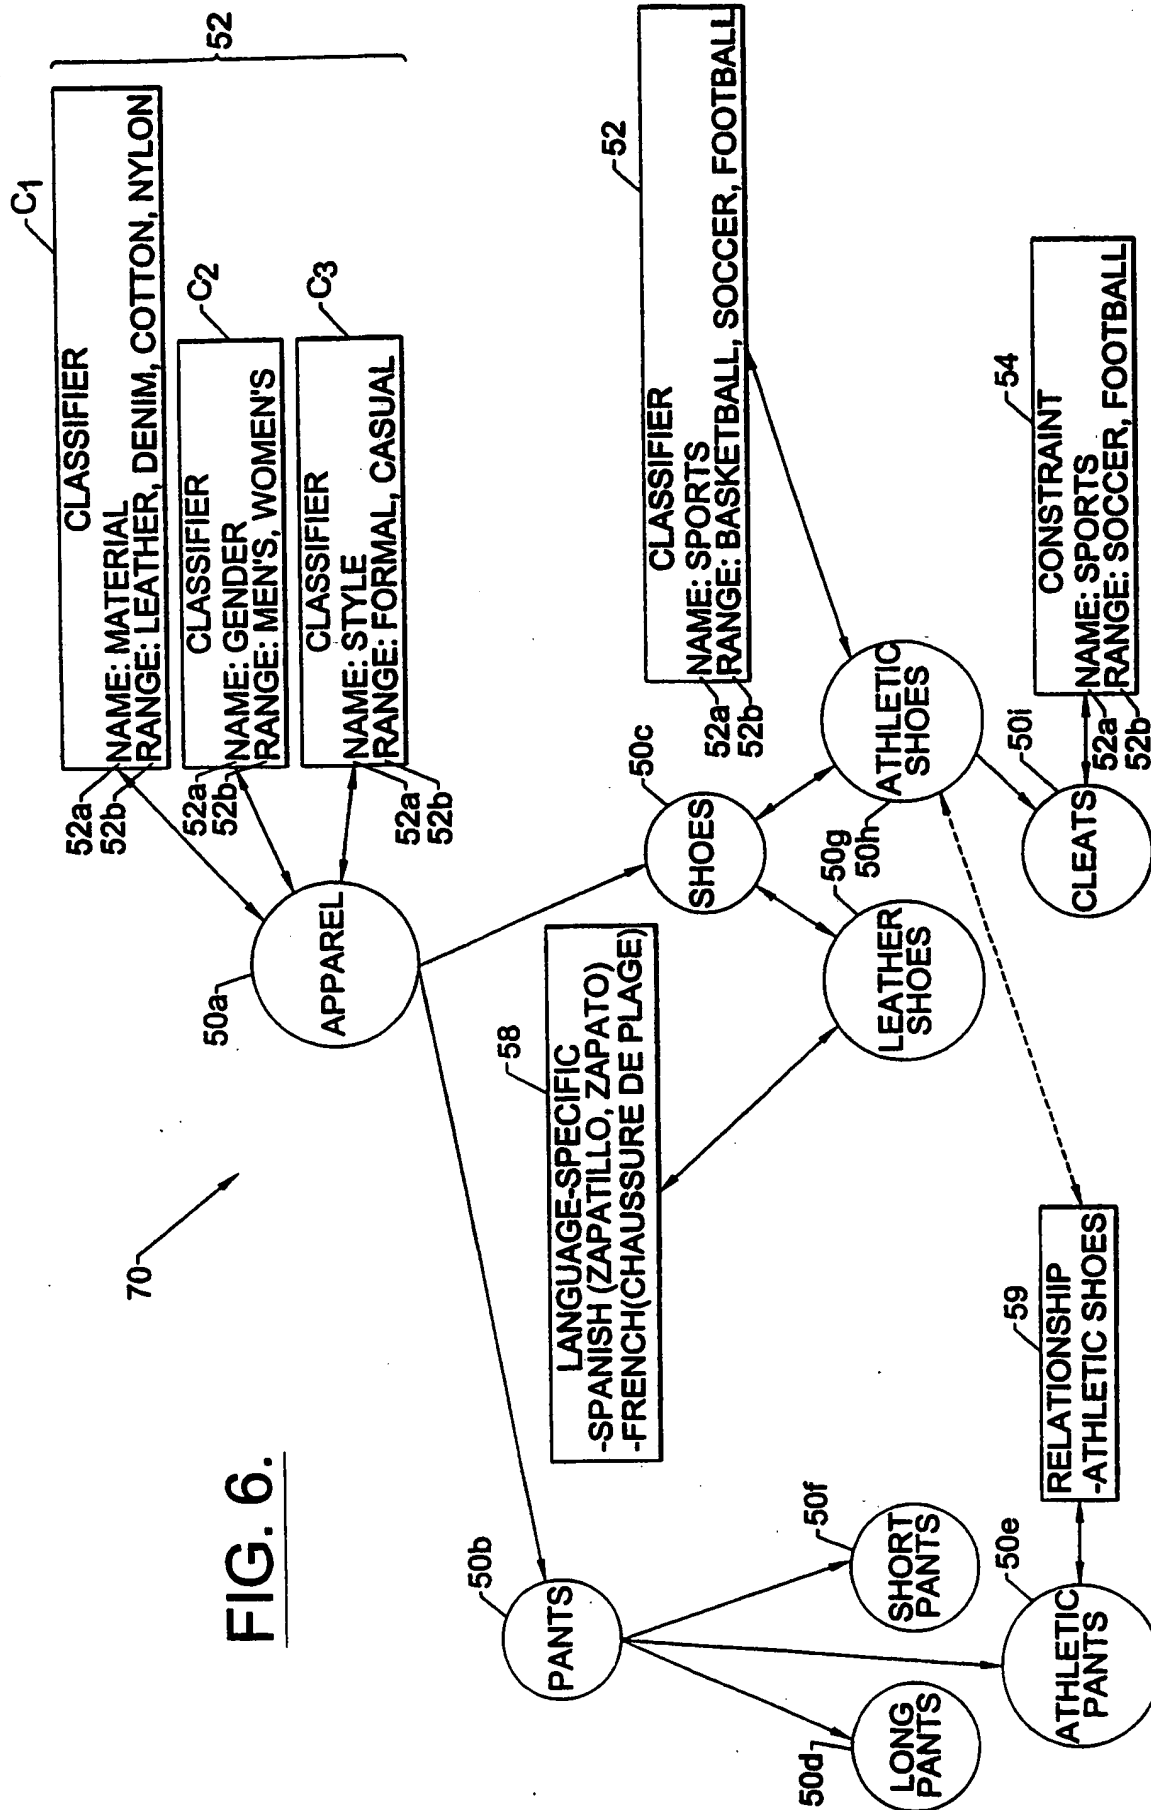 FIG. 6.
70
52
C1
CLASSIFIER
52a
NAME: MATERIAL
52b
RANGE: LEATHER, DENIM, COTTON, NYLON
C2
CLASSIFIER
52a
NAME: GENDER
52b
RANGE: MEN'S, WOMEN'S
C3
CLASSIFIER
NAME: STYLE
52a
RANGE: FORMAL, CASUAL
52b
50a
APPAREL
50b
PANTS
58
LANGUAGE-SPECIFIC
-SPANISH (ZAPATILLO, ZAPATO)
-FRENCH(CHAUSSURE DE PLAGE)
50c
SHOES
52
CLASSIFIER
52a
NAME: SPORTS
52b
RANGE: BASKETBALL, SOCCER, FOOTBALL
50d
LONG
PANTS
50f
SHORT
PANTS
50g
LEATHER
SHOES
50h
ATHLETIC
SHOES
50e
ATHLETIC
PANTS
59
RELATIONSHIP
-ATHLETIC SHOES
50i
CLEATS
54
CONSTRAINT
52a
NAME: SPORTS
52b
RANGE: SOCCER, FOOTBALL